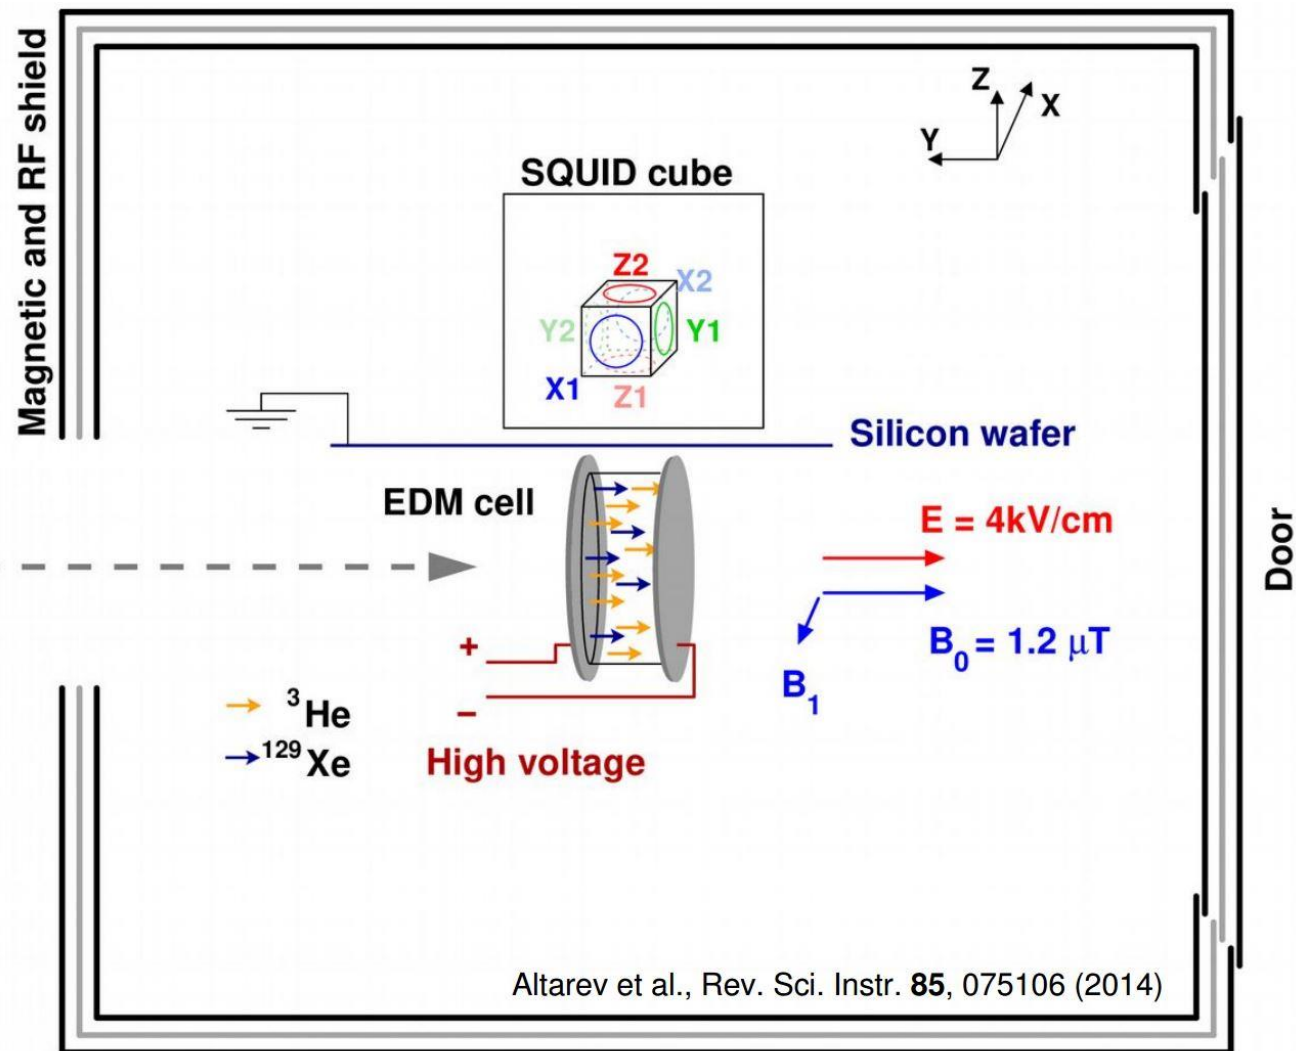 Magnetic and RF shield
Z
X
Y
SQUID cube
Z2
X2
Y2
Y1
X1
Z1
Silicon wafer
EDM cell
E = 4kV/cm
B₀ = 1.2 μT
B₁
Door
+
−
³He
¹²⁹Xe
High voltage
Altarev et al., Rev. Sci. Instr. 85, 075106 (2014)